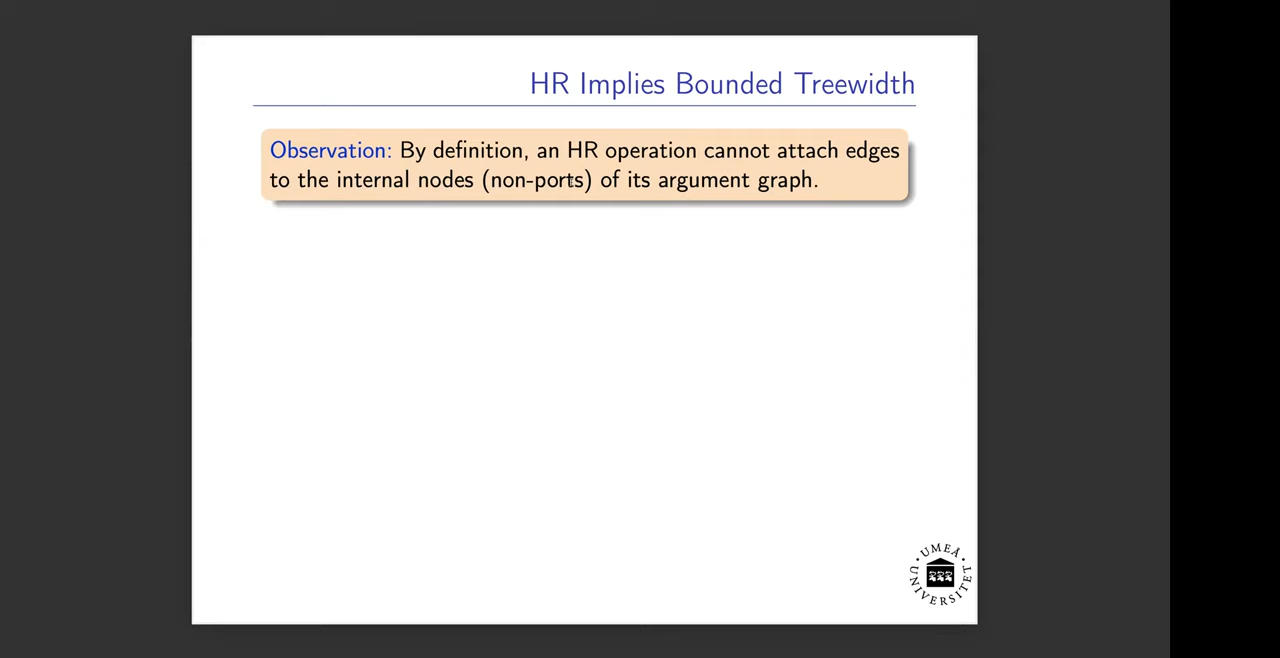 HR Implies Bounded Treewidth
Observation: By definition, an HR operation cannot attach edges
to the internal nodes (non-ports) of its argument graph.
UMEÅ UNIVERSITET